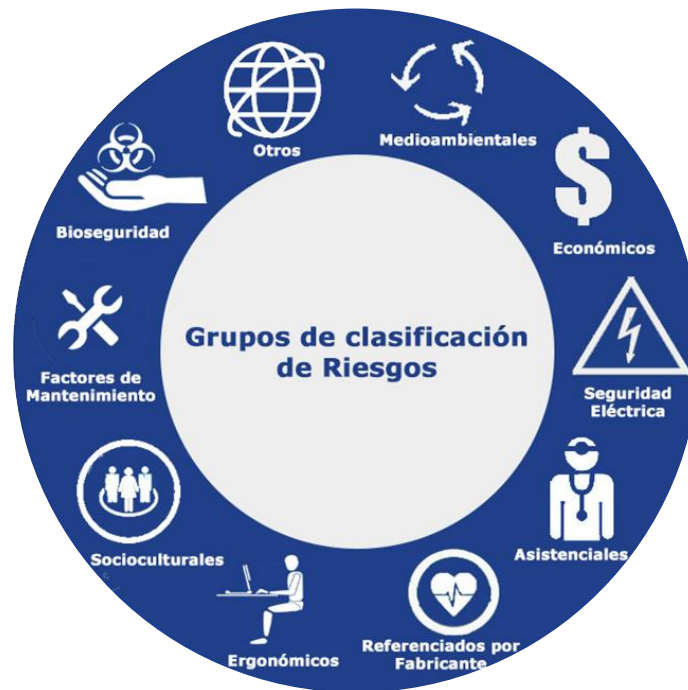 Grupos de clasificación
de Riesgos
Otros
Medioambientales
$
Económicos
Seguridad
Eléctrica
Asistenciales
Referenciados por
Fabricante
Ergonómicos
Socioculturales
Factores de
Mantenimiento
Bioseguridad